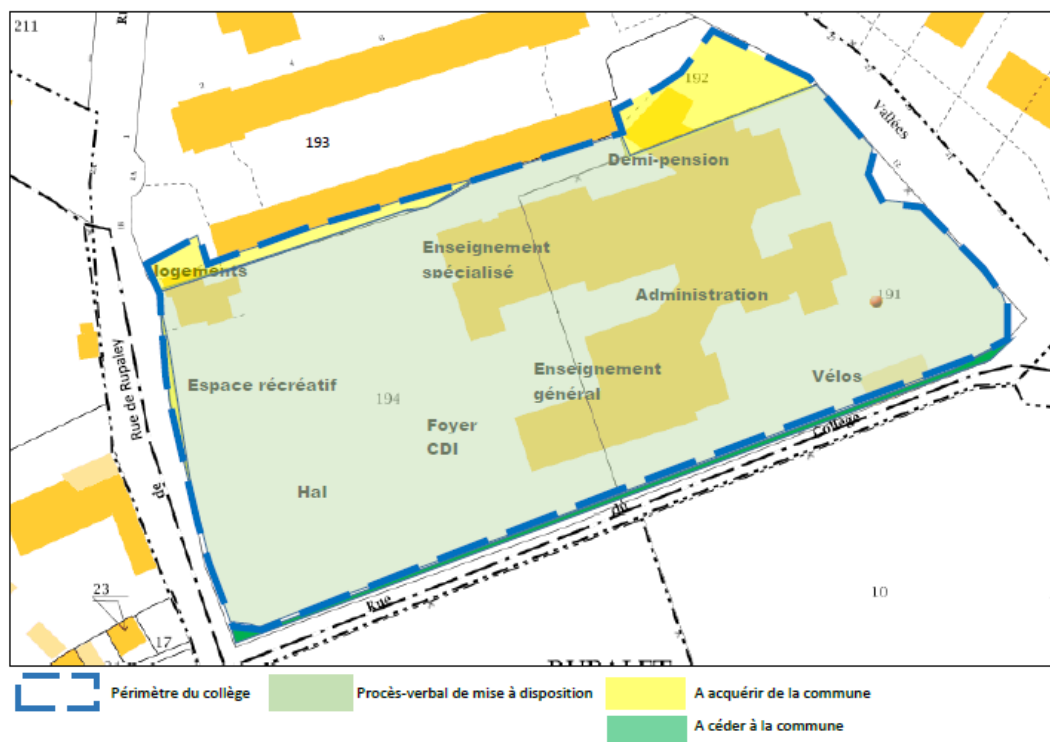 211
193
192
Vallées
Demi-pension
Enseignement
spécialisé
logements
Administration
191
Rue de Rupaley
Espace récréatif
194
Enseignement
général
Vélos
Foyer
CDI
Collège
de
Hal
du
Rue
10
23
17
Périmètre du collège
Procès-verbal de mise à disposition
A acquérir de la commune
A céder à la commune